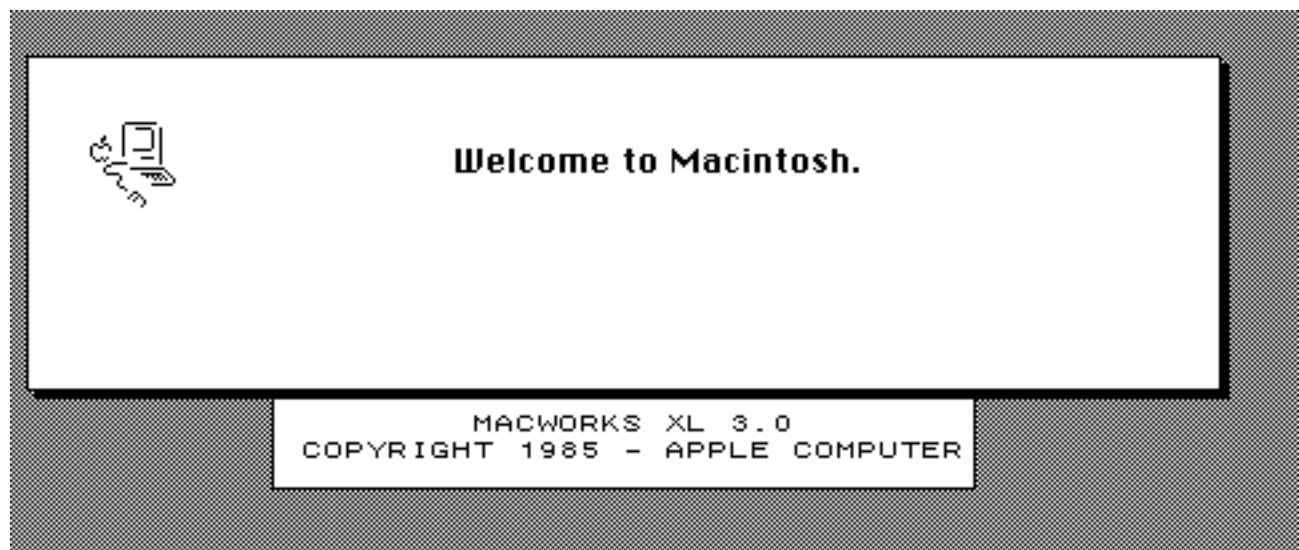 Welcome to Macintosh.
MACWORKS XL 3.0
COPYRIGHT 1985 - APPLE COMPUTER